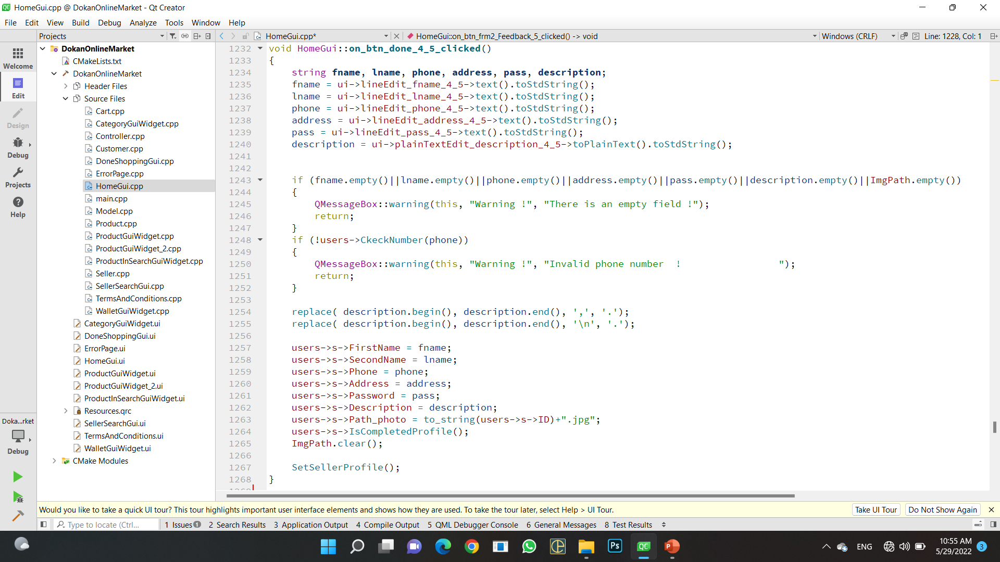 HomeGui.cpp @ DokanOnlineMarket - Qt Creator
File Edit View Build Debug Analyze Tools Window Help
Projects
HomeGui.cpp*
HomeGui::on_btn_frm2_Feedback_5_clicked() -> void
Windows (CRLF)
Line: 1228, Col: 1
Welcome
Edit
Design
Debug
Projects
Help
Doka...rket
Debug
DokanOnlineMarket
CMakeLists.txt
DokanOnlineMarket
Header Files
Source Files
Cart.cpp
CategoryGuiWidget.cpp
Controller.cpp
Customer.cpp
DoneShoppingGui.cpp
ErrorPage.cpp
HomeGui.cpp
main.cpp
Model.cpp
Product.cpp
ProductGuiWidget.cpp
ProductGuiWidget_2.cpp
ProductInSearchGuiWidget.cpp
Seller.cpp
SellerSearchGui.cpp
TermsAndConditions.cpp
WalletGuiWidget.cpp
CategoryGuiWidget.ui
DoneShoppingGui.ui
ErrorPage.ui
HomeGui.ui
ProductGuiWidget.ui
ProductGuiWidget_2.ui
ProductInSearchGuiWidget.ui
Resources.qrc
SellerSearchGui.ui
TermsAndConditions.ui
WalletGuiWidget.ui
CMake Modules
1232 void HomeGui::on_btn_done_4_5_clicked()
1233 {
1234     string fname, lname, phone, address, pass, description;
1235     fname = ui->lineEdit_fname_4_5->text().toStdString();
1236     lname = ui->lineEdit_lname_4_5->text().toStdString();
1237     phone = ui->lineEdit_phone_4_5->text().toStdString();
1238     address = ui->lineEdit_address_4_5->text().toStdString();
1239     pass = ui->lineEdit_pass_4_5->text().toStdString();
1240     description = ui->plainTextEdit_description_4_5->toPlainText().toStdString();
1241
1242
1243     if (fname.empty()||lname.empty()||phone.empty()||address.empty()||pass.empty()||description.empty()||ImgPath.empty())
1244     {
1245         QMessageBox::warning(this, "Warning !", "There is an empty field !");
1246         return;
1247     }
1248     if (!users->CkeckNumber(phone))
1249     {
1250         QMessageBox::warning(this, "Warning !", "Invalid phone number  !                 ");
1251         return;
1252     }
1253
1254     replace( description.begin(), description.end(), ',', '.');
1255     replace( description.begin(), description.end(), '\n', '.');
1256
1257     users->s->FirstName = fname;
1258     users->s->SecondName = lname;
1259     users->s->Phone = phone;
1260     users->s->Address = address;
1261     users->s->Password = pass;
1262     users->s->Description = description;
1263     users->s->Path_photo = to_string(users->s->ID)+".jpg";
1264     users->s->IsCompletedProfile();
1265     ImgPath.clear();
1266
1267     SetSellerProfile();
1268 }
Would you like to take a quick UI tour? This tour highlights important user interface elements and shows how they are used. To take the tour later, select Help > UI Tour.
Take UI Tour
Do Not Show Again
Type to locate (Ctrl...
1 Issues 1
2 Search Results
3 Application Output
4 Compile Output
5 QML Debugger Console
6 General Messages
8 Test Results
Ps
QC
P
ENG
10:55 AM
5/29/2022
3